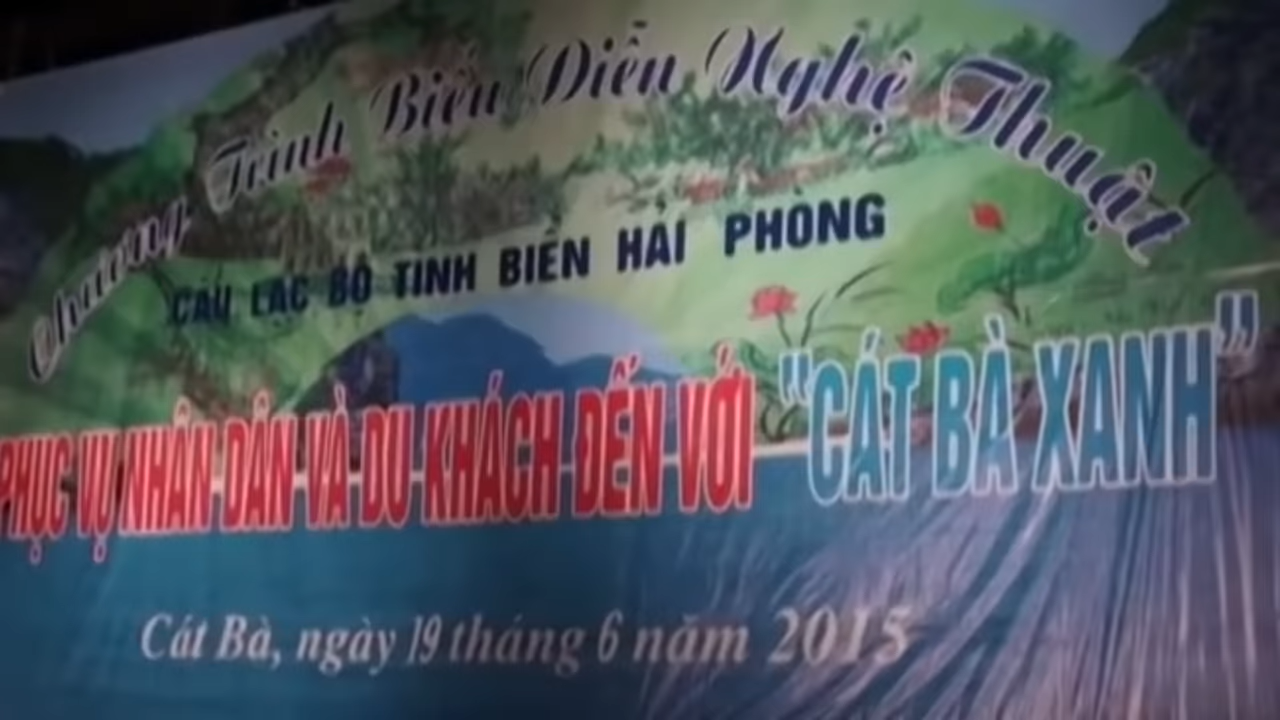 Chương Trình Biểu Diễn Nghệ Thuật
CÂU LẠC BỘ TÌNH BIỂN HẢI PHÒNG
PHỤC VỤ NHÂN DÂN VÀ DU KHÁCH ĐẾN VỚI "CÁT BÀ XANH"
Cát Bà, ngày 19 tháng 6 năm 2015